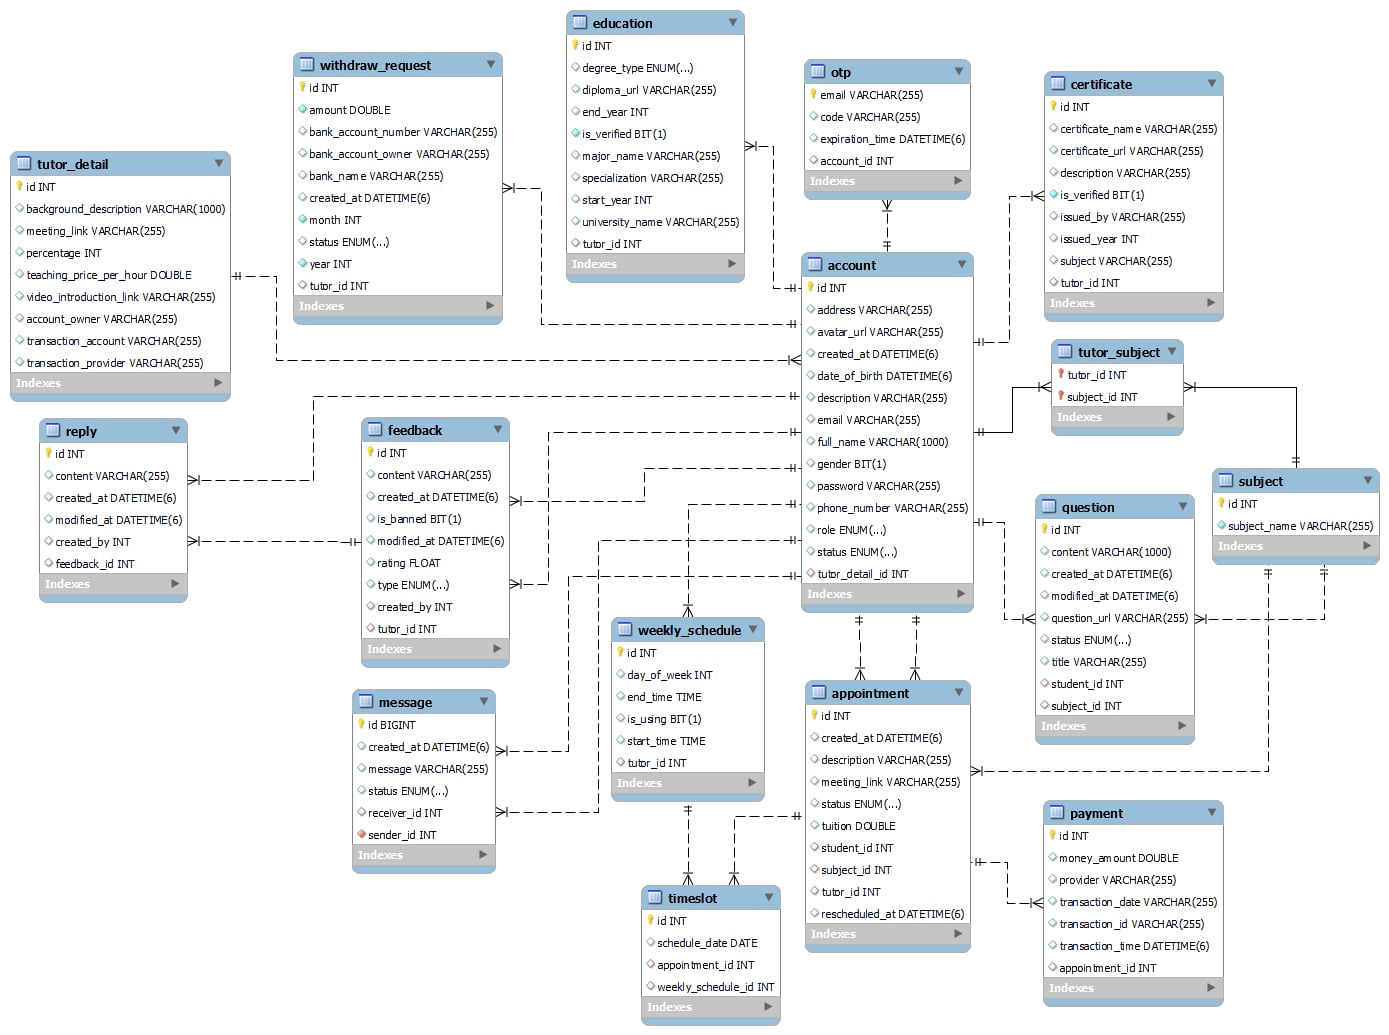 education
id INT
degree_type ENUM(...)
diploma_url VARCHAR(255)
end_year INT
is_verified BIT(1)
major_name VARCHAR(255)
specialization VARCHAR(255)
start_year INT
university_name VARCHAR(255)
tutor_id INT
Indexes
withdraw_request
id INT
amount DOUBLE
bank_account_number VARCHAR(255)
bank_account_owner VARCHAR(255)
bank_name VARCHAR(255)
created_at DATETIME(6)
month INT
status ENUM(...)
year INT
tutor_id INT
Indexes
otp
email VARCHAR(255)
code VARCHAR(255)
expiration_time DATETIME(6)
account_id INT
Indexes
certificate
id INT
certificate_name VARCHAR(255)
certificate_url VARCHAR(255)
description VARCHAR(255)
is_verified BIT(1)
issued_by VARCHAR(255)
issued_year INT
subject VARCHAR(255)
tutor_id INT
Indexes
tutor_detail
id INT
background_description VARCHAR(1000)
meeting_link VARCHAR(255)
percentage INT
teaching_price_per_hour DOUBLE
video_introduction_link VARCHAR(255)
account_owner VARCHAR(255)
transaction_account VARCHAR(255)
transaction_provider VARCHAR(255)
Indexes
account
id INT
address VARCHAR(255)
avatar_url VARCHAR(255)
created_at DATETIME(6)
date_of_birth DATETIME(6)
description VARCHAR(255)
email VARCHAR(255)
full_name VARCHAR(1000)
gender BIT(1)
password VARCHAR(255)
phone_number VARCHAR(255)
role ENUM(...)
status ENUM(...)
tutor_detail_id INT
Indexes
tutor_subject
tutor_id INT
subject_id INT
Indexes
reply
id INT
content VARCHAR(255)
created_at DATETIME(6)
modified_at DATETIME(6)
created_by INT
feedback_id INT
Indexes
feedback
id INT
content VARCHAR(255)
created_at DATETIME(6)
is_banned BIT(1)
modified_at DATETIME(6)
rating FLOAT
type ENUM(...)
created_by INT
tutor_id INT
Indexes
subject
id INT
subject_name VARCHAR(255)
Indexes
question
id INT
content VARCHAR(1000)
created_at DATETIME(6)
modified_at DATETIME(6)
question_url VARCHAR(255)
status ENUM(...)
title VARCHAR(255)
student_id INT
subject_id INT
Indexes
weekly_schedule
id INT
day_of_week INT
end_time TIME
is_using BIT(1)
start_time TIME
tutor_id INT
Indexes
message
id BIGINT
created_at DATETIME(6)
message VARCHAR(255)
status ENUM(...)
receiver_id INT
sender_id INT
Indexes
appointment
id INT
created_at DATETIME(6)
description VARCHAR(255)
meeting_link VARCHAR(255)
status ENUM(...)
tuition DOUBLE
student_id INT
subject_id INT
tutor_id INT
rescheduled_at DATETIME(6)
Indexes
payment
id INT
money_amount DOUBLE
provider VARCHAR(255)
transaction_date VARCHAR(255)
transaction_id VARCHAR(255)
transaction_time DATETIME(6)
appointment_id INT
Indexes
timeslot
id INT
schedule_date DATE
appointment_id INT
weekly_schedule_id INT
Indexes